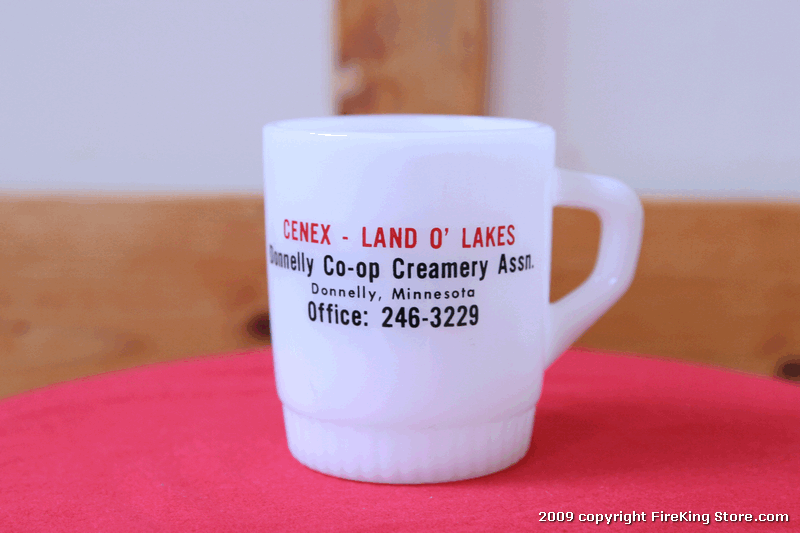 CENEX - LAND O' LAKES
Donnelly Co-op Creamery Assn.
Donnelly, Minnesota
Office: 246-3229
2009 copyright FireKing Store.com